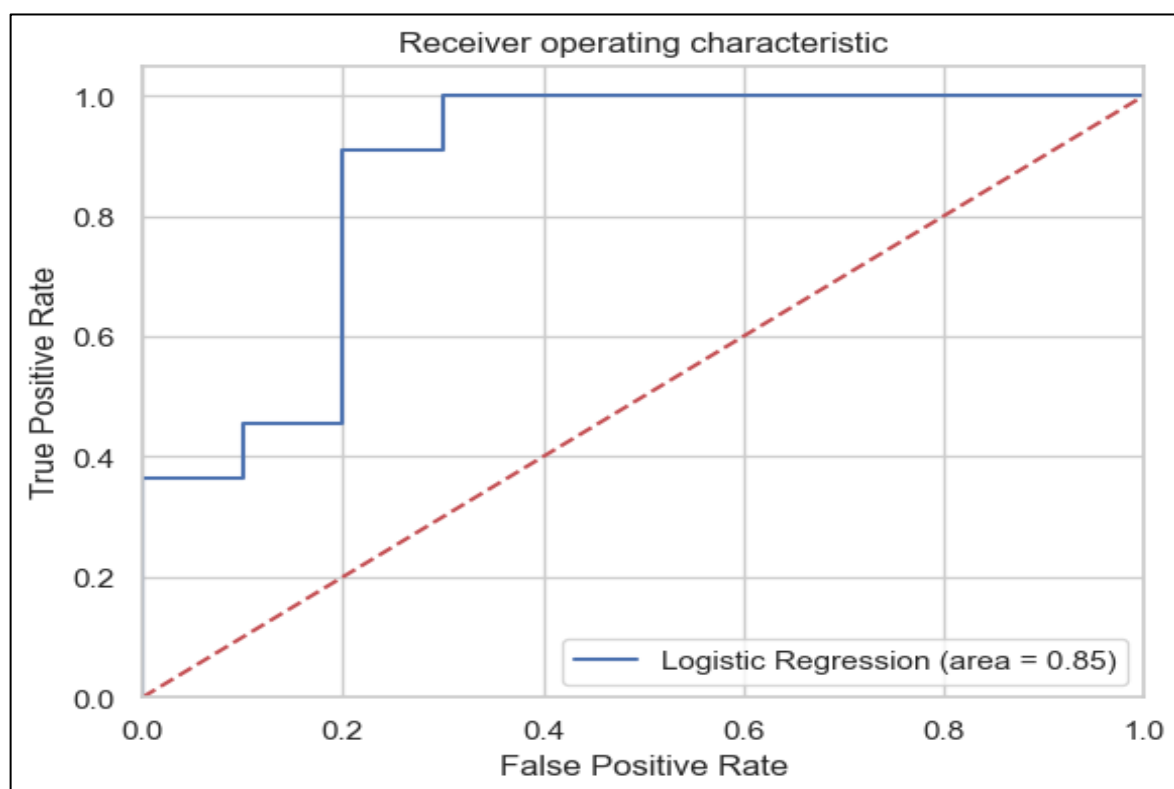 Receiver operating characteristic
1.0
0.8
0.6
0.4
0.2
0.0
True Positive Rate
Logistic Regression (area = 0.85)
0.0 0.2 0.4 0.6 0.8 1.0
False Positive Rate